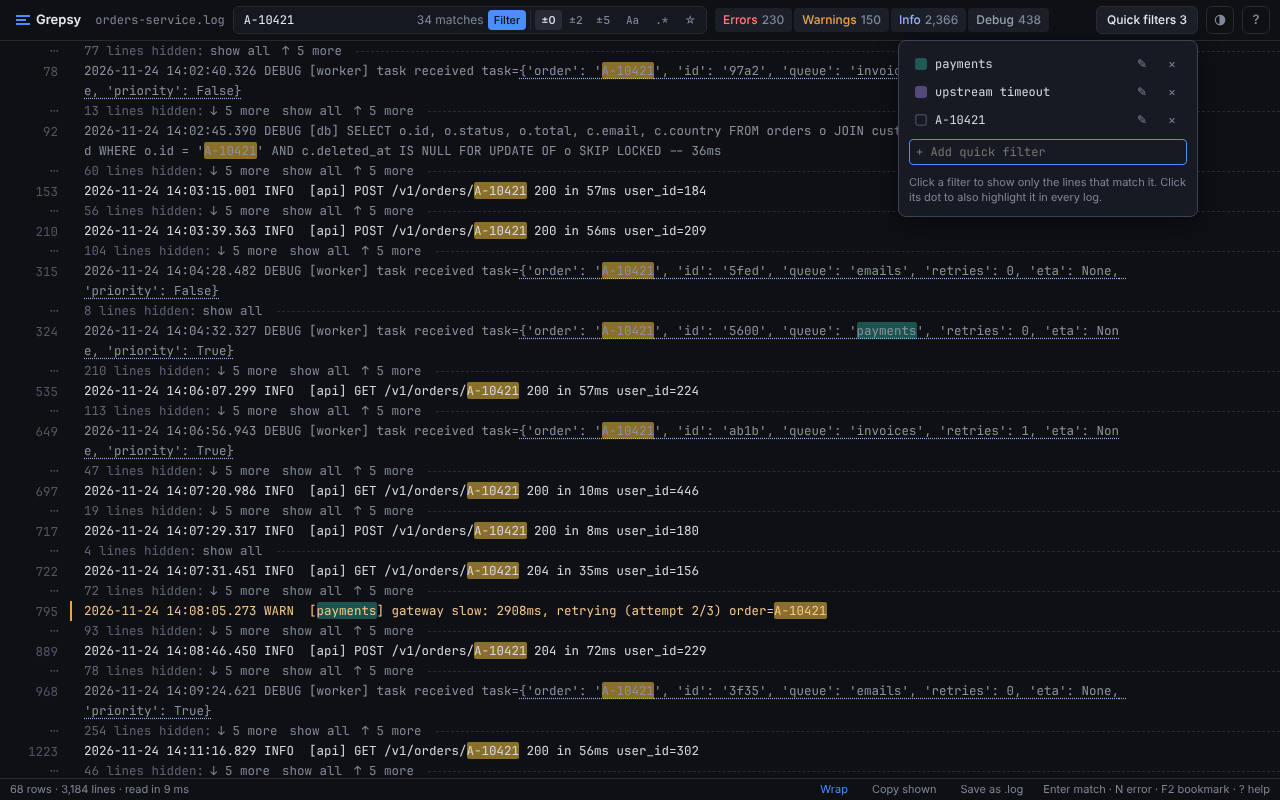 Grepsy orders-service.log A-10421 34 matches Filter ±0 ±2 ±5 Aa .* ☆ Errors 230 Warnings 150 Info 2,366 Debug 438 Quick filters 3 ?
⋯ 77 lines hidden: show all ↑ 5 more
78 2026-11-24 14:02:40.326 DEBUG [worker] task received task={'order': 'A-10421', 'id': '97a2', 'queue': 'invoic
e, 'priority': False}
⋯ 13 lines hidden: ↓ 5 more show all ↑ 5 more
92 2026-11-24 14:02:45.390 DEBUG [db] SELECT o.id, o.status, o.total, c.email, c.country FROM orders o JOIN cust
d WHERE o.id = 'A-10421' AND c.deleted_at IS NULL FOR UPDATE OF o SKIP LOCKED -- 36ms
⋯ 60 lines hidden: ↓ 5 more show all ↑ 5 more
153 2026-11-24 14:03:15.001 INFO [api] POST /v1/orders/A-10421 200 in 57ms user_id=184
⋯ 56 lines hidden: ↓ 5 more show all ↑ 5 more
210 2026-11-24 14:03:39.363 INFO [api] POST /v1/orders/A-10421 200 in 56ms user_id=209
⋯ 104 lines hidden: ↓ 5 more show all ↑ 5 more
315 2026-11-24 14:04:28.482 DEBUG [worker] task received task={'order': 'A-10421', 'id': '5fed', 'queue': 'emails', 'retries': 0, 'eta': None,
'priority': False}
⋯ 8 lines hidden: show all
324 2026-11-24 14:04:32.327 DEBUG [worker] task received task={'order': 'A-10421', 'id': '5600', 'queue': 'payments', 'retries': 0, 'eta': Non
e, 'priority': True}
⋯ 210 lines hidden: ↓ 5 more show all ↑ 5 more
535 2026-11-24 14:06:07.299 INFO [api] GET /v1/orders/A-10421 200 in 57ms user_id=224
⋯ 113 lines hidden: ↓ 5 more show all ↑ 5 more
649 2026-11-24 14:06:56.943 DEBUG [worker] task received task={'order': 'A-10421', 'id': 'ab1b', 'queue': 'invoices', 'retries': 1, 'eta': Non
e, 'priority': True}
⋯ 47 lines hidden: ↓ 5 more show all ↑ 5 more
697 2026-11-24 14:07:20.986 INFO [api] GET /v1/orders/A-10421 200 in 10ms user_id=446
⋯ 19 lines hidden: ↓ 5 more show all ↑ 5 more
717 2026-11-24 14:07:29.317 INFO [api] POST /v1/orders/A-10421 200 in 8ms user_id=180
⋯ 4 lines hidden: show all
722 2026-11-24 14:07:31.451 INFO [api] GET /v1/orders/A-10421 204 in 35ms user_id=156
⋯ 72 lines hidden: ↓ 5 more show all ↑ 5 more
795 2026-11-24 14:08:05.273 WARN [payments] gateway slow: 2908ms, retrying (attempt 2/3) order=A-10421
⋯ 93 lines hidden: ↓ 5 more show all ↑ 5 more
889 2026-11-24 14:08:46.450 INFO [api] POST /v1/orders/A-10421 204 in 72ms user_id=229
⋯ 78 lines hidden: ↓ 5 more show all ↑ 5 more
968 2026-11-24 14:09:24.621 DEBUG [worker] task received task={'order': 'A-10421', 'id': '3f35', 'queue': 'emails', 'retries': 0, 'eta': None,
'priority': True}
⋯ 254 lines hidden: ↓ 5 more show all ↑ 5 more
1223 2026-11-24 14:11:16.829 INFO [api] GET /v1/orders/A-10421 200 in 56ms user_id=302
⋯ 46 lines hidden: ↓ 5 more show all ↑ 5 more
payments ✎ ×
upstream timeout ✎ ×
A-10421 ✎ ×
+ Add quick filter
Click a filter to show only the lines that match it. Click
its dot to also highlight it in every log.
68 rows · 3,184 lines · read in 9 ms Wrap Copy shown Save as .log Enter match · N error · F2 bookmark · ? help